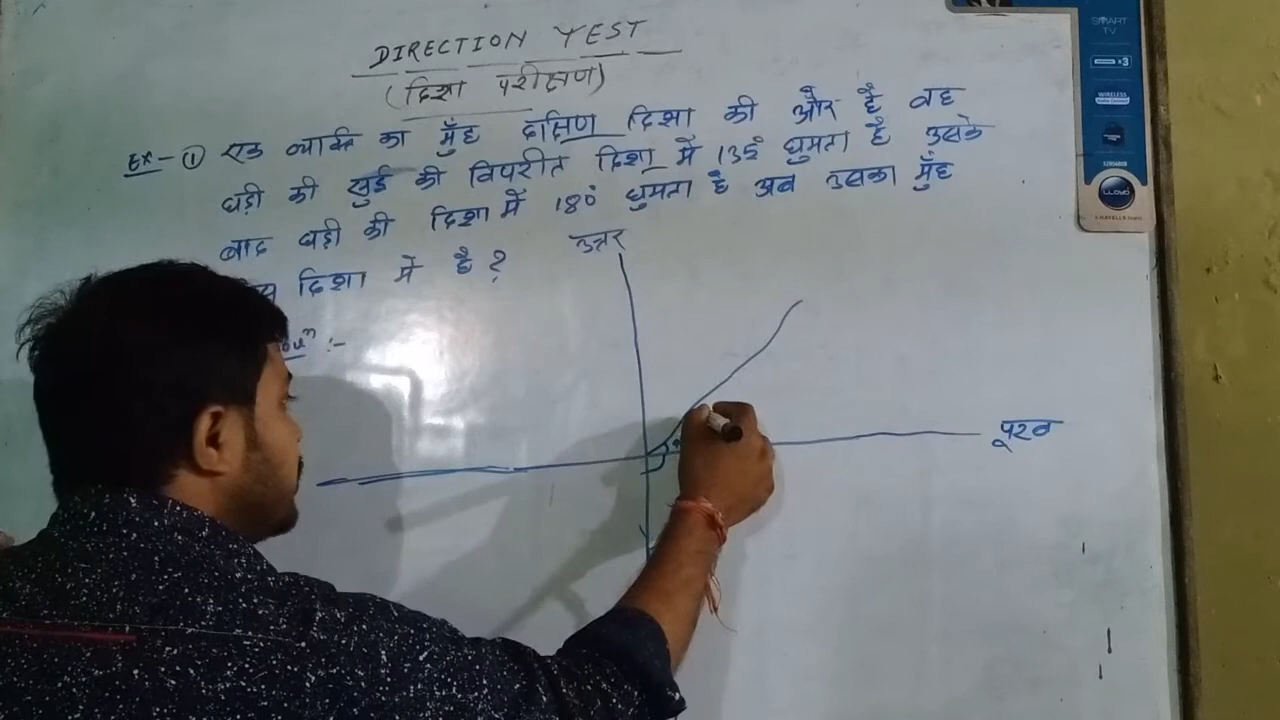 DIRECTION TEST
(दिशा परीक्षण)
Ex-① एक व्यक्ति का मुँह दक्षिण दिशा की और है वह
घड़ी की सुई की विपरीत दिशा में 135° घुमता है उसके
बाद घड़ी की दिशा में 180° घुमता है अब उसका मुँह
दिशा में है?
उत्तर
पूरब
SMART TV
WIRELESS
LLOYD